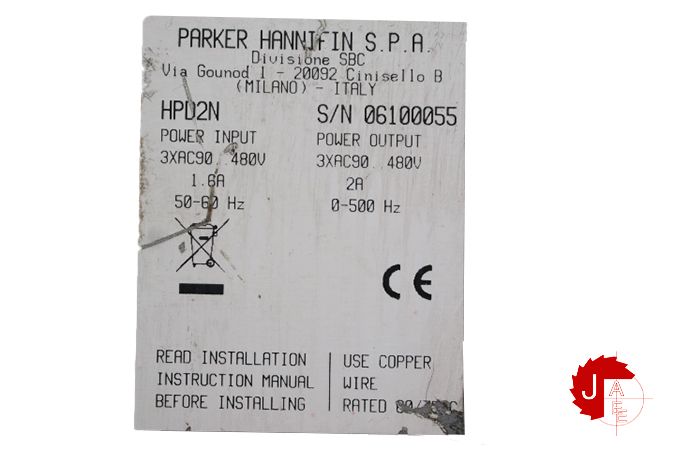 PARKER HANNIFIN S.P.A.
Divisione SBC
Via Gounod 1 - 20092 Cinisello B
(MILANO) - ITALY
HPD2N S/N 06100055
POWER INPUT POWER OUTPUT
3XAC90..480V 3XAC90..480V
1.6A 2A
50-60 Hz 0-500 Hz
CE
READ INSTALLATION
INSTRUCTION MANUAL
BEFORE INSTALLING
USE COPPER
WIRE
RATED
JAEE